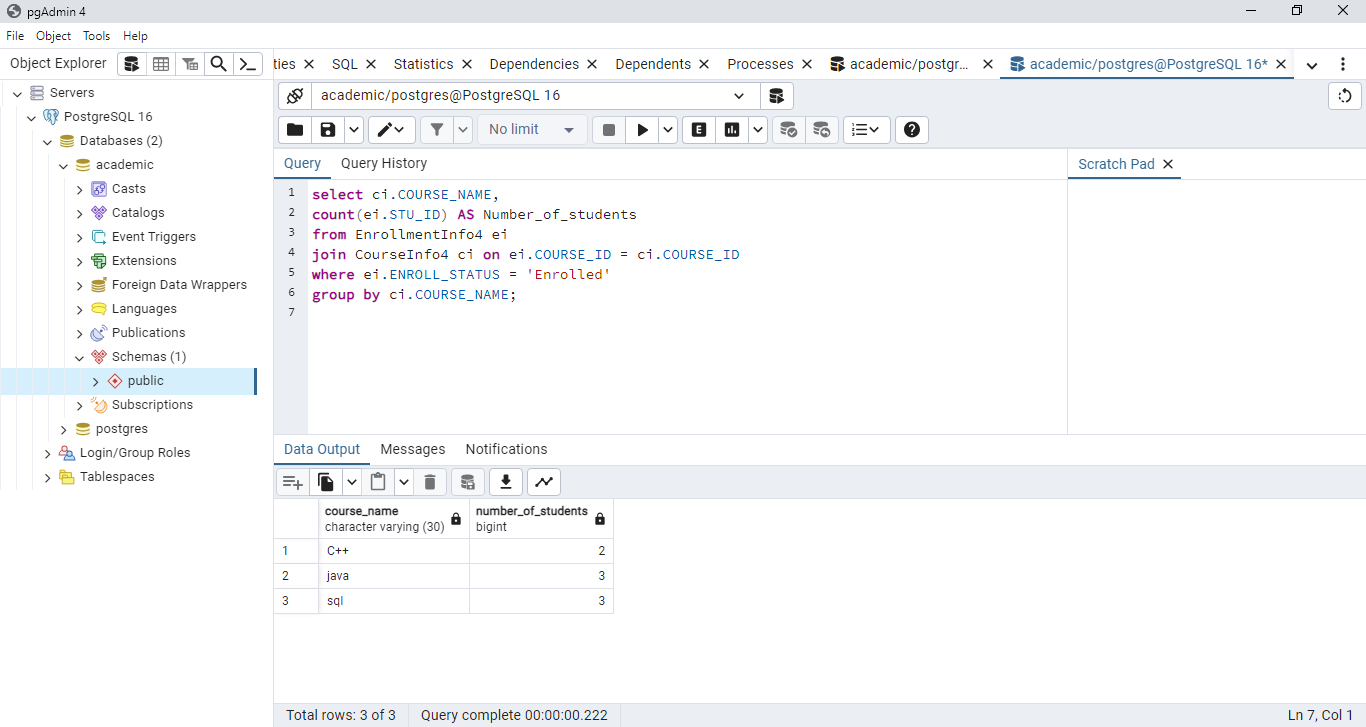 pgAdmin 4
File Object Tools Help
Object Explorer
ties SQL Statistics Dependencies Dependents Processes academic/postgr... academic/postgres@PostgreSQL 16*
Servers
PostgreSQL 16
Databases (2)
academic
Casts
Catalogs
Event Triggers
Extensions
Foreign Data Wrappers
Languages
Publications
Schemas (1)
public
Subscriptions
postgres
Login/Group Roles
Tablespaces
academic/postgres@PostgreSQL 16
No limit
E
Query Query History
Scratch Pad
1 select ci.COURSE_NAME,
2 count(ei.STU_ID) AS Number_of_students
3 from EnrollmentInfo4 ei
4 join CourseInfo4 ci on ei.COURSE_ID = ci.COURSE_ID
5 where ei.ENROLL_STATUS = 'Enrolled'
6 group by ci.COURSE_NAME;
7
Data Output Messages Notifications
course_name number_of_students
character varying (30) bigint
1 C++ 2
2 java 3
3 sql 3
Total rows: 3 of 3 Query complete 00:00:00.222 Ln 7, Col 1